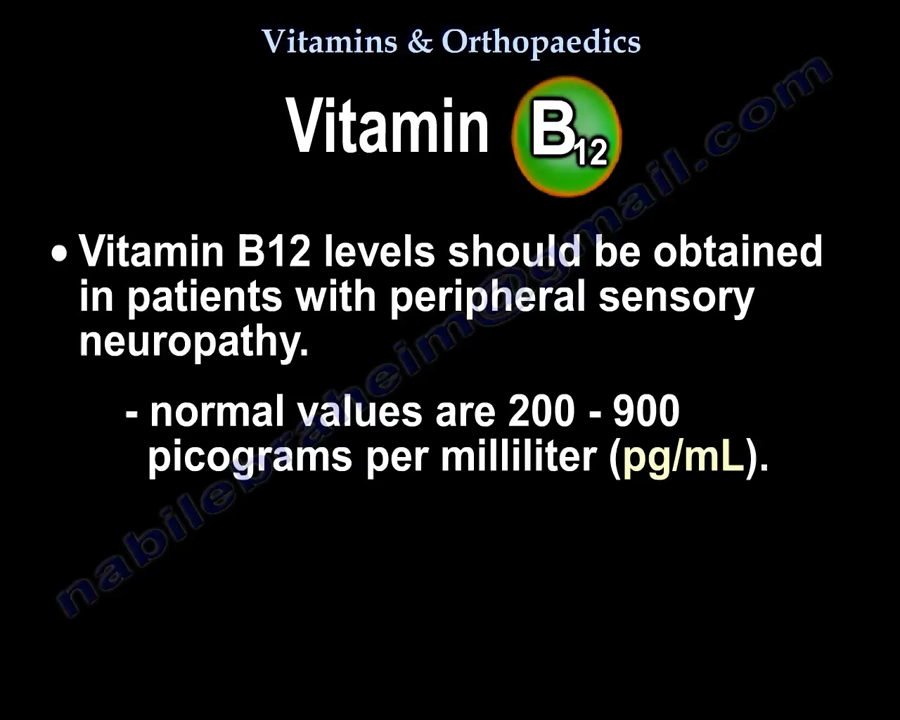 Vitamins & Orthopaedics
Vitamin B12
• Vitamin B12 levels should be obtained
in patients with peripheral sensory
neuropathy.
- normal values are 200 - 900
picograms per milliliter (pg/mL).
nabilebraheim@gmail.com